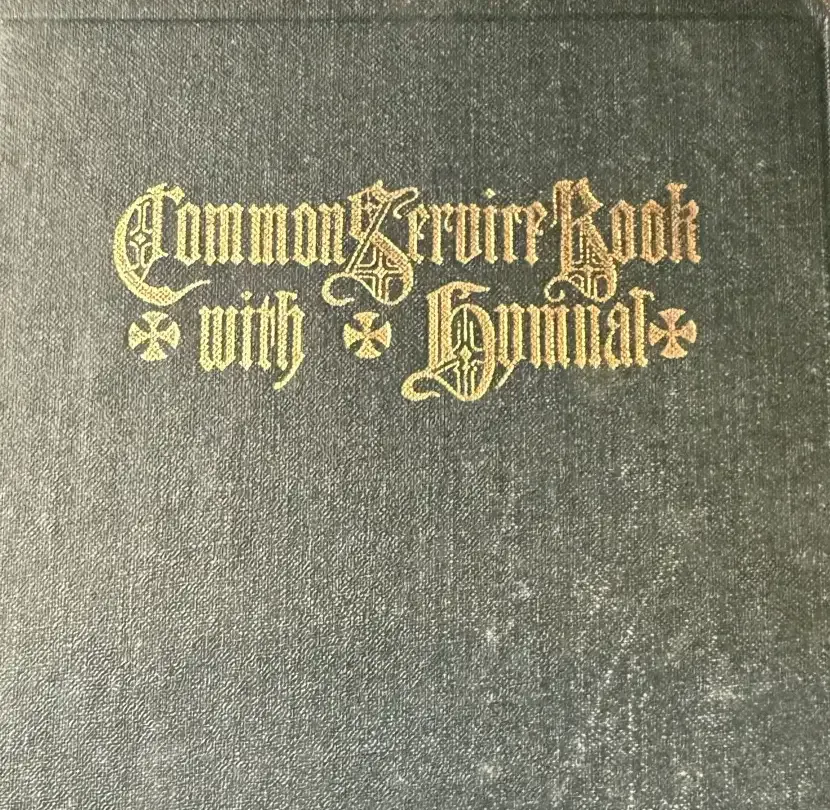 Common Service Book
✠ with ✠ Hymnal ✠